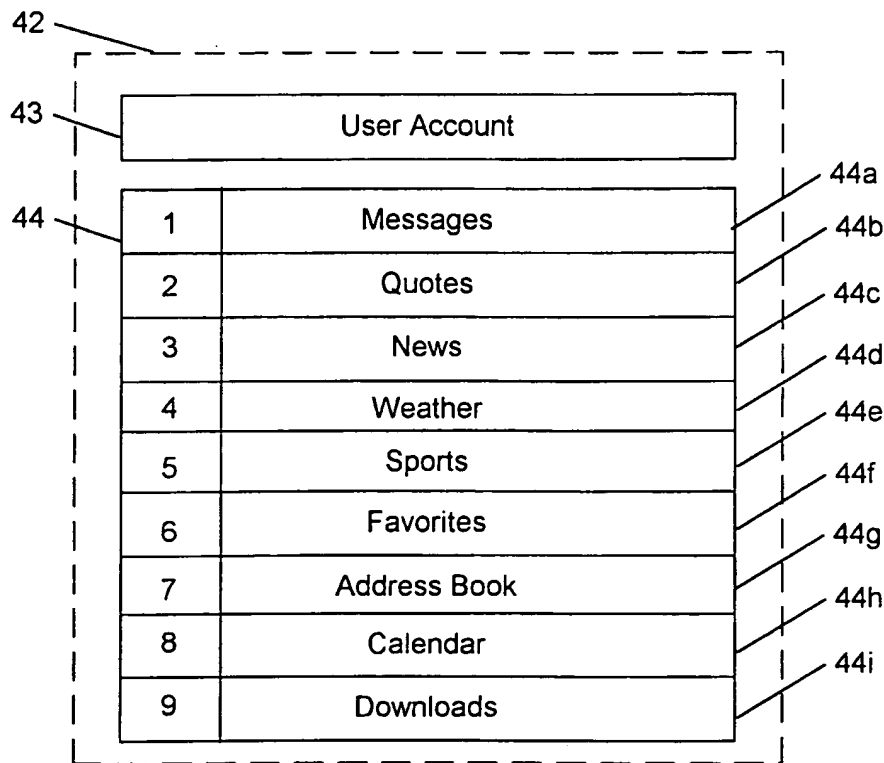 42
43
User Account
44
44a
1 Messages
44b
2 Quotes
44c
3 News
44d
4 Weather
44e
5 Sports
44f
6 Favorites
44g
7 Address Book
44h
8 Calendar
44i
9 Downloads